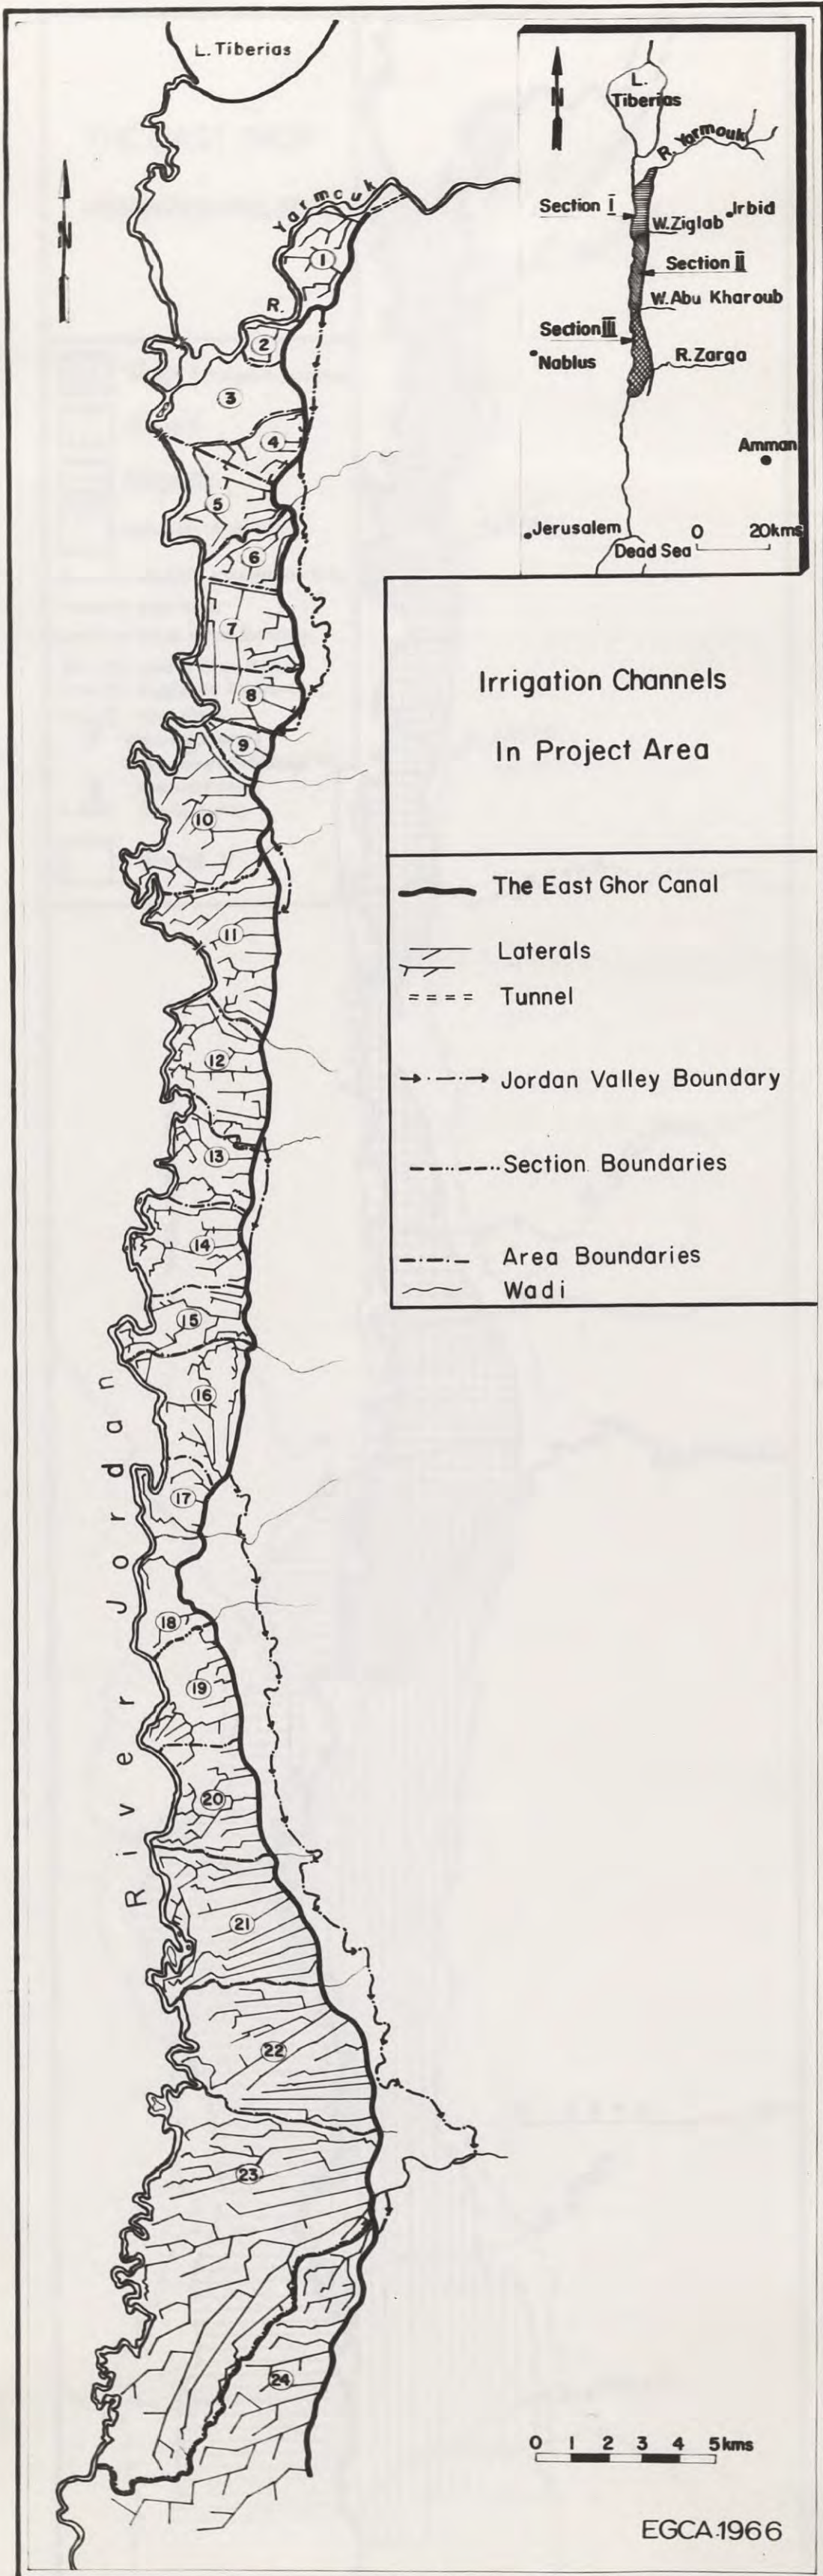 L. Tiberias
R. Yarmouk
1
2
3
4
5
6
7
8
9
10
11
12
13
14
15
16
17
18
19
20
21
22
23
24
River Jordan
N
N
L.
Tiberias
R. Yarmouk
Section I
W.Ziglab
Irbid
Section II
W. Abu Kharoub
Section III
Nablus
R. Zarqa
Amman
Jerusalem
0 20kms
Dead Sea
Irrigation Channels
In Project Area
The East Ghor Canal
Laterals
Tunnel
Jordan Valley Boundary
Section Boundaries
Area Boundaries
Wadi
0 1 2 3 4 5kms
EGCA.1966